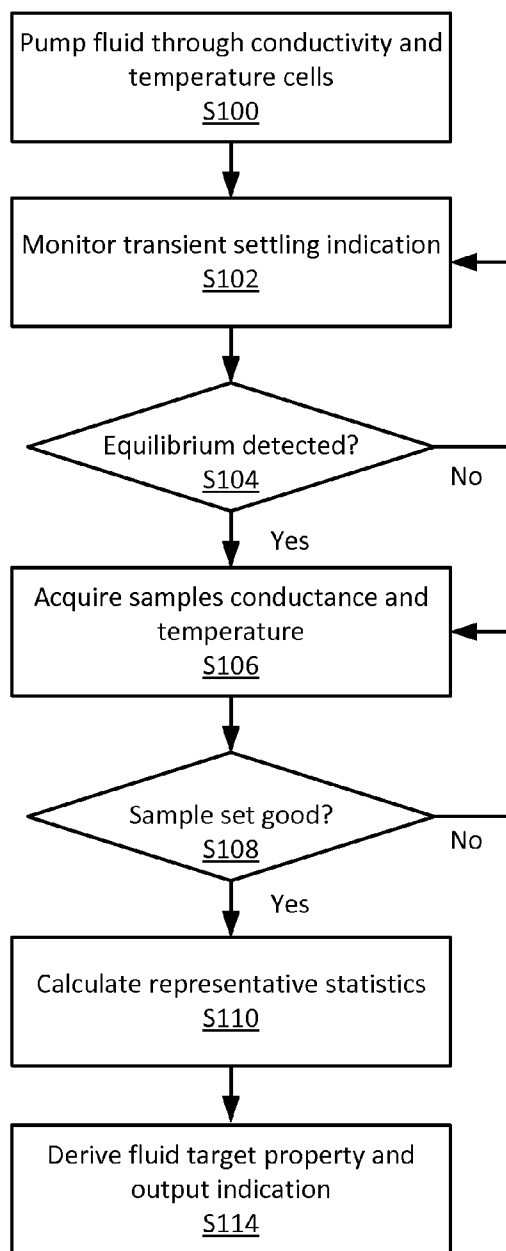 Pump fluid through conductivity and
temperature cells
S100
Monitor transient settling indication
S102
Equilibrium detected?
S104
No
Yes
Acquire samples conductance and
temperature
S106
Sample set good?
S108
No
Yes
Calculate representative statistics
S110
Derive fluid target property and
output indication
S114